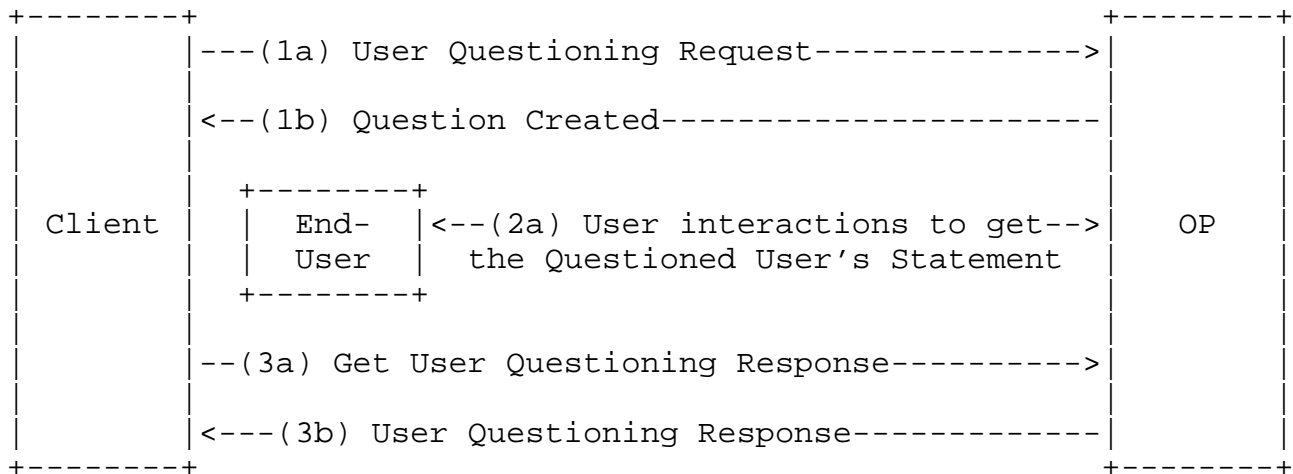 (1a) User Questioning Request
(1b) Question Created
Client End- (2a) User interactions to get OP
User the Questioned User's Statement
(3a) Get User Questioning Response
(3b) User Questioning Response